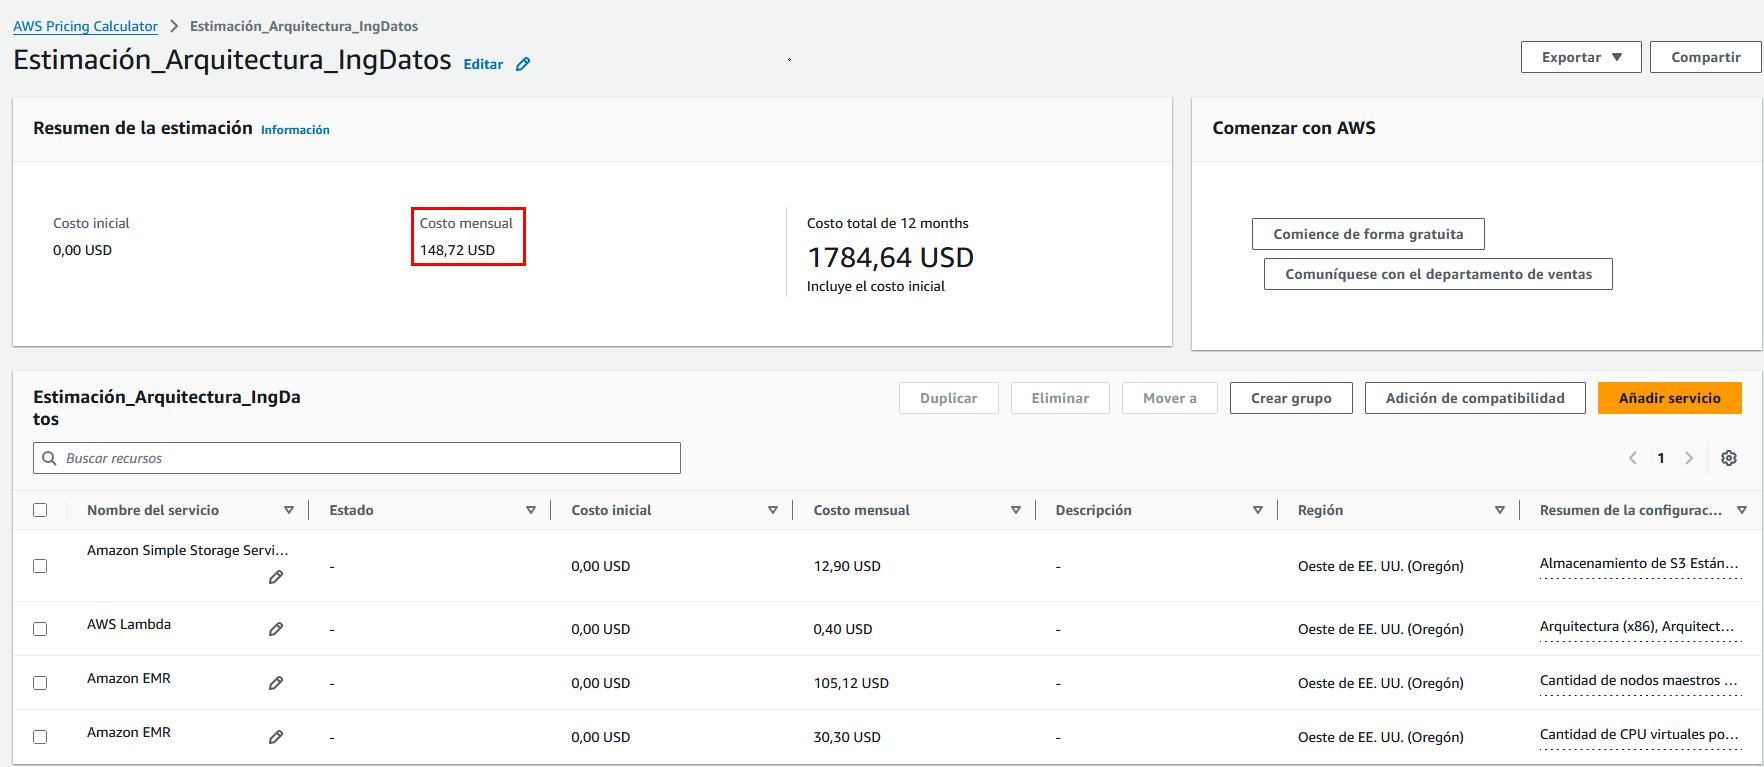 AWS Pricing Calculator > Estimación_Arquitectura_IngDatos
Estimación_Arquitectura_IngDatos Editar
Exportar Compartir
Resumen de la estimación Información
Costo inicial
0,00 USD
Costo mensual
148,72 USD
Costo total de 12 months
1784,64 USD
Incluye el costo inicial
Comenzar con AWS
Comience de forma gratuita
Comuníquese con el departamento de ventas
Estimación_Arquitectura_IngDa
tos
Duplicar Eliminar Mover a Crear grupo Adición de compatibilidad Añadir servicio
Buscar recursos
1
Nombre del servicio Estado Costo inicial Costo mensual Descripción Región Resumen de la configurac...
Amazon Simple Storage Servi... - 0,00 USD 12,90 USD - Oeste de EE. UU. (Oregón) Almacenamiento de S3 Están...
AWS Lambda - 0,00 USD 0,40 USD - Oeste de EE. UU. (Oregón) Arquitectura (x86), Arquitect...
Amazon EMR - 0,00 USD 105,12 USD - Oeste de EE. UU. (Oregón) Cantidad de nodos maestros ...
Amazon EMR - 0,00 USD 30,30 USD - Oeste de EE. UU. (Oregón) Cantidad de CPU virtuales po...